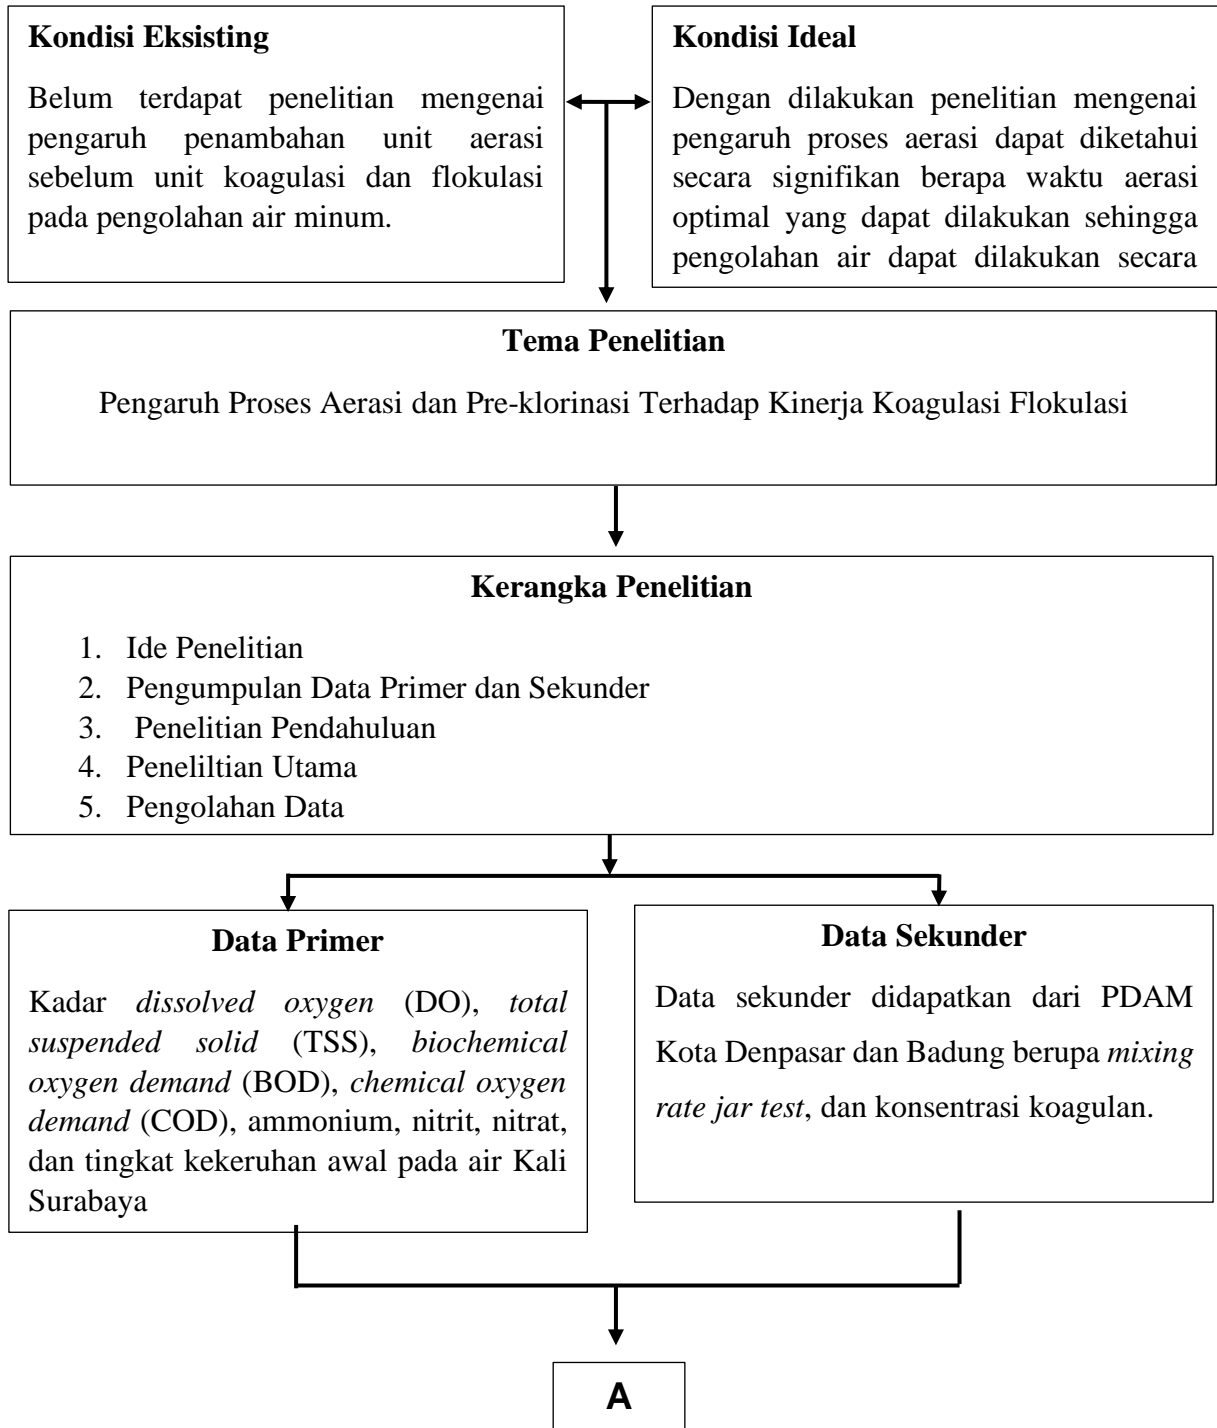 Kondisi Eksisting
Belum terdapat penelitian mengenai
pengaruh penambahan unit aerasi
sebelum unit koagulasi dan flokulasi
pada pengolahan air minum.
Kondisi Ideal
Dengan dilakukan penelitian mengenai
pengaruh proses aerasi dapat diketahui
secara signifikan berapa waktu aerasi
optimal yang dapat dilakukan sehingga
pengolahan air dapat dilakukan secara
Tema Penelitian
Pengaruh Proses Aerasi dan Pre-klorinasi Terhadap Kinerja Koagulasi Flokulasi
Kerangka Penelitian
1. Ide Penelitian
2. Pengumpulan Data Primer dan Sekunder
3. Penelitian Pendahuluan
4. Peneliltian Utama
5. Pengolahan Data
Data Primer
Kadar dissolved oxygen (DO), total
suspended solid (TSS), biochemical
oxygen demand (BOD), chemical oxygen
demand (COD), ammonium, nitrit, nitrat,
dan tingkat kekeruhan awal pada air Kali
Surabaya
Data Sekunder
Data sekunder didapatkan dari PDAM
Kota Denpasar dan Badung berupa mixing
rate jar test, dan konsentrasi koagulan.
A